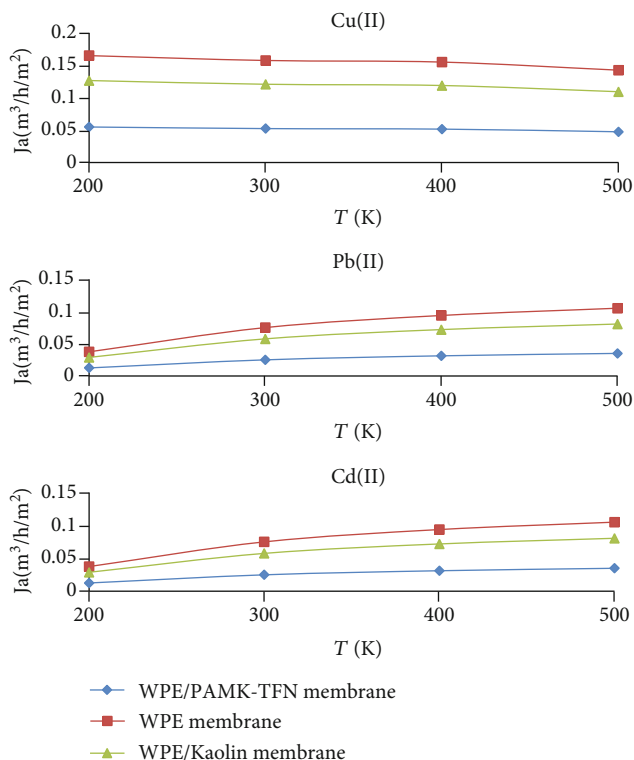 Cu(II)
0.2
0.15
0.1
0.05
0
Ja(m³/h/m²)
200 300 400 500
T (K)
Pb(II)
0.15
0.1
0.05
0
Ja(m³/h/m²)
200 300 400 500
T (K)
Cd(II)
0.15
0.1
0.05
0
Ja(m³/h/m²)
200 300 400 500
T (K)
WPE/PAMK-TFN membrane
WPE membrane
WPE/Kaolin membrane